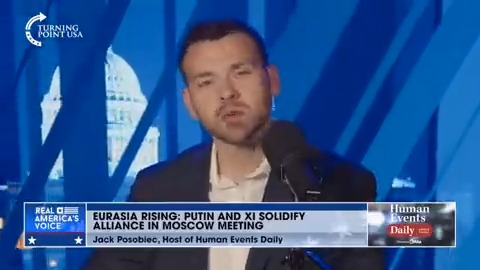 TURNING
POINT USA
REAL
AMERICA'S
VOICE
EURASIA RISING: PUTIN AND XI SOLIDIFY
ALLIANCE IN MOSCOW MEETING
Jack Posobiec, Host of Human Events Daily
Human
Events
Daily